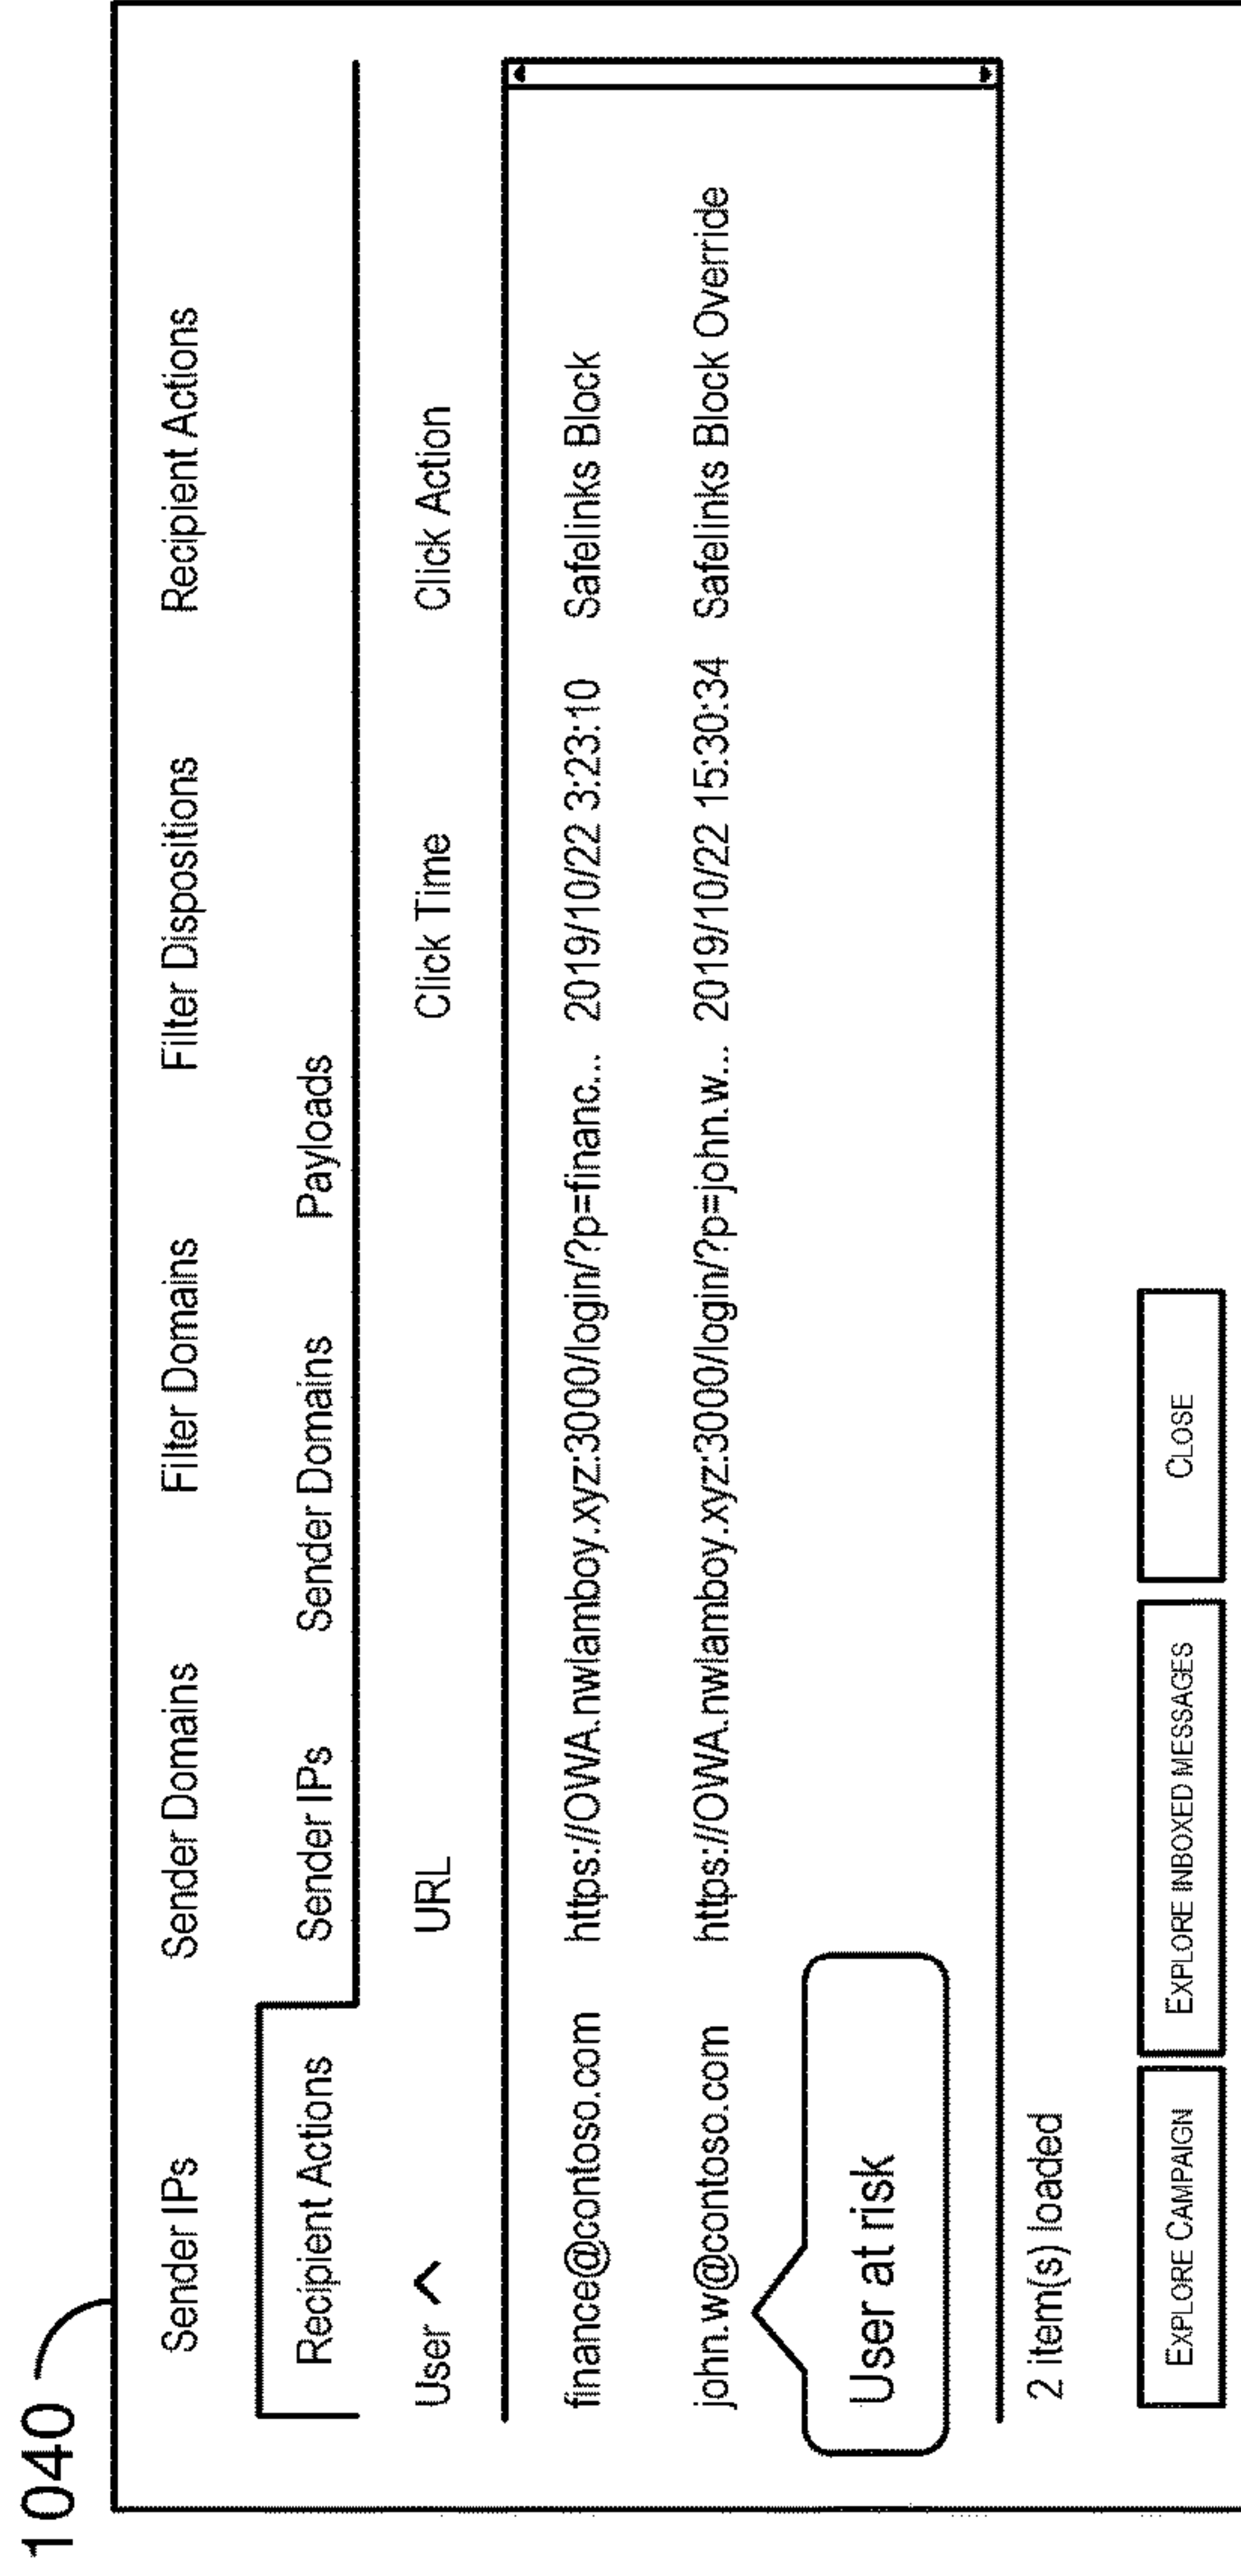 1040
Sender IPs Sender Domains Filter Domains Filter Dispositions Recipient Actions
Recipient Actions Sender IPs Sender Domains Payloads
User URL Click Time Click Action
finance@contoso.com https://OWA.nwlamboy.xyz:3000/login/?p=financ... 2019/10/22 3:23:10 Safelinks Block
john.w@contoso.com https://OWA.nwlamboy.xyz:3000/login/?p=john.w... 2019/10/22 15:30:34 Safelinks Block Override
User at risk
2 item(s) loaded
EXPLORE CAMPAIGN EXPLORE INBOXED MESSAGES CLOSE